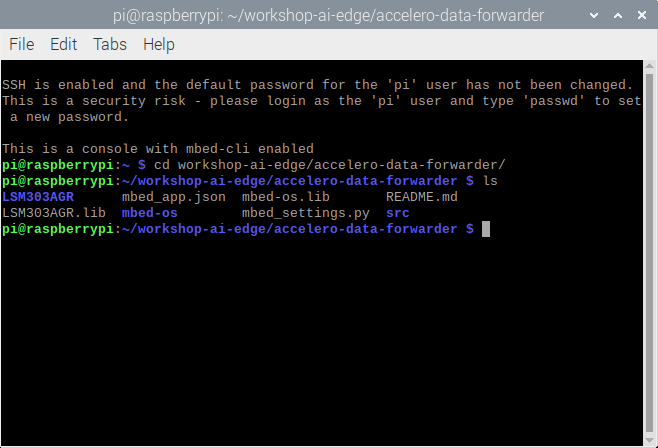 pi@raspberrypi: ~/workshop-ai-edge/accelero-data-forwarder
File Edit Tabs Help
SSH is enabled and the default password for the 'pi' user has not been changed.
This is a security risk - please login as the 'pi' user and type 'passwd' to set
 a new password.
This is a console with mbed-cli enabled
pi@raspberrypi:~ $ cd workshop-ai-edge/accelero-data-forwarder/
pi@raspberrypi:~/workshop-ai-edge/accelero-data-forwarder $ ls
LSM303AGR      mbed_app.json  mbed-os.lib       README.md
LSM303AGR.lib  mbed-os        mbed_settings.py  src
pi@raspberrypi:~/workshop-ai-edge/accelero-data-forwarder $